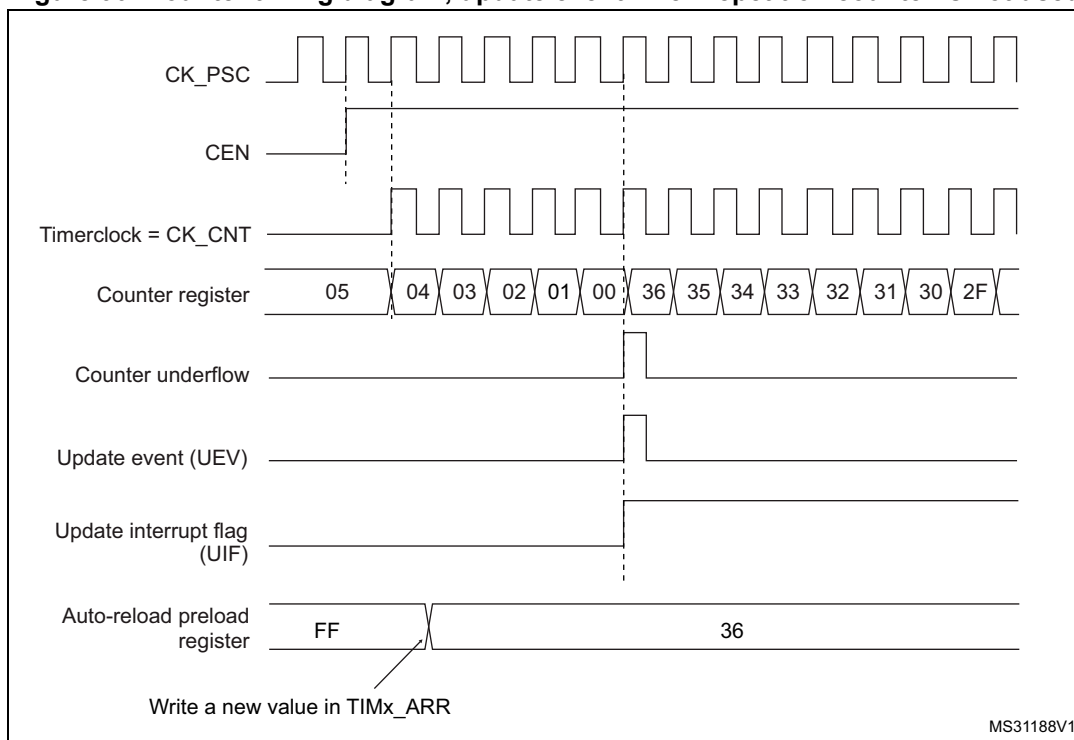 CK_PSC
CEN
Timerclock = CK_CNT
Counter register
05 04 03 02 01 00 36 35 34 33 32 31 30 2F
Counter underflow
Update event (UEV)
Update interrupt flag
(UIF)
Auto-reload preload
register
FF 36
Write a new value in TIMx_ARR
MS31188V1